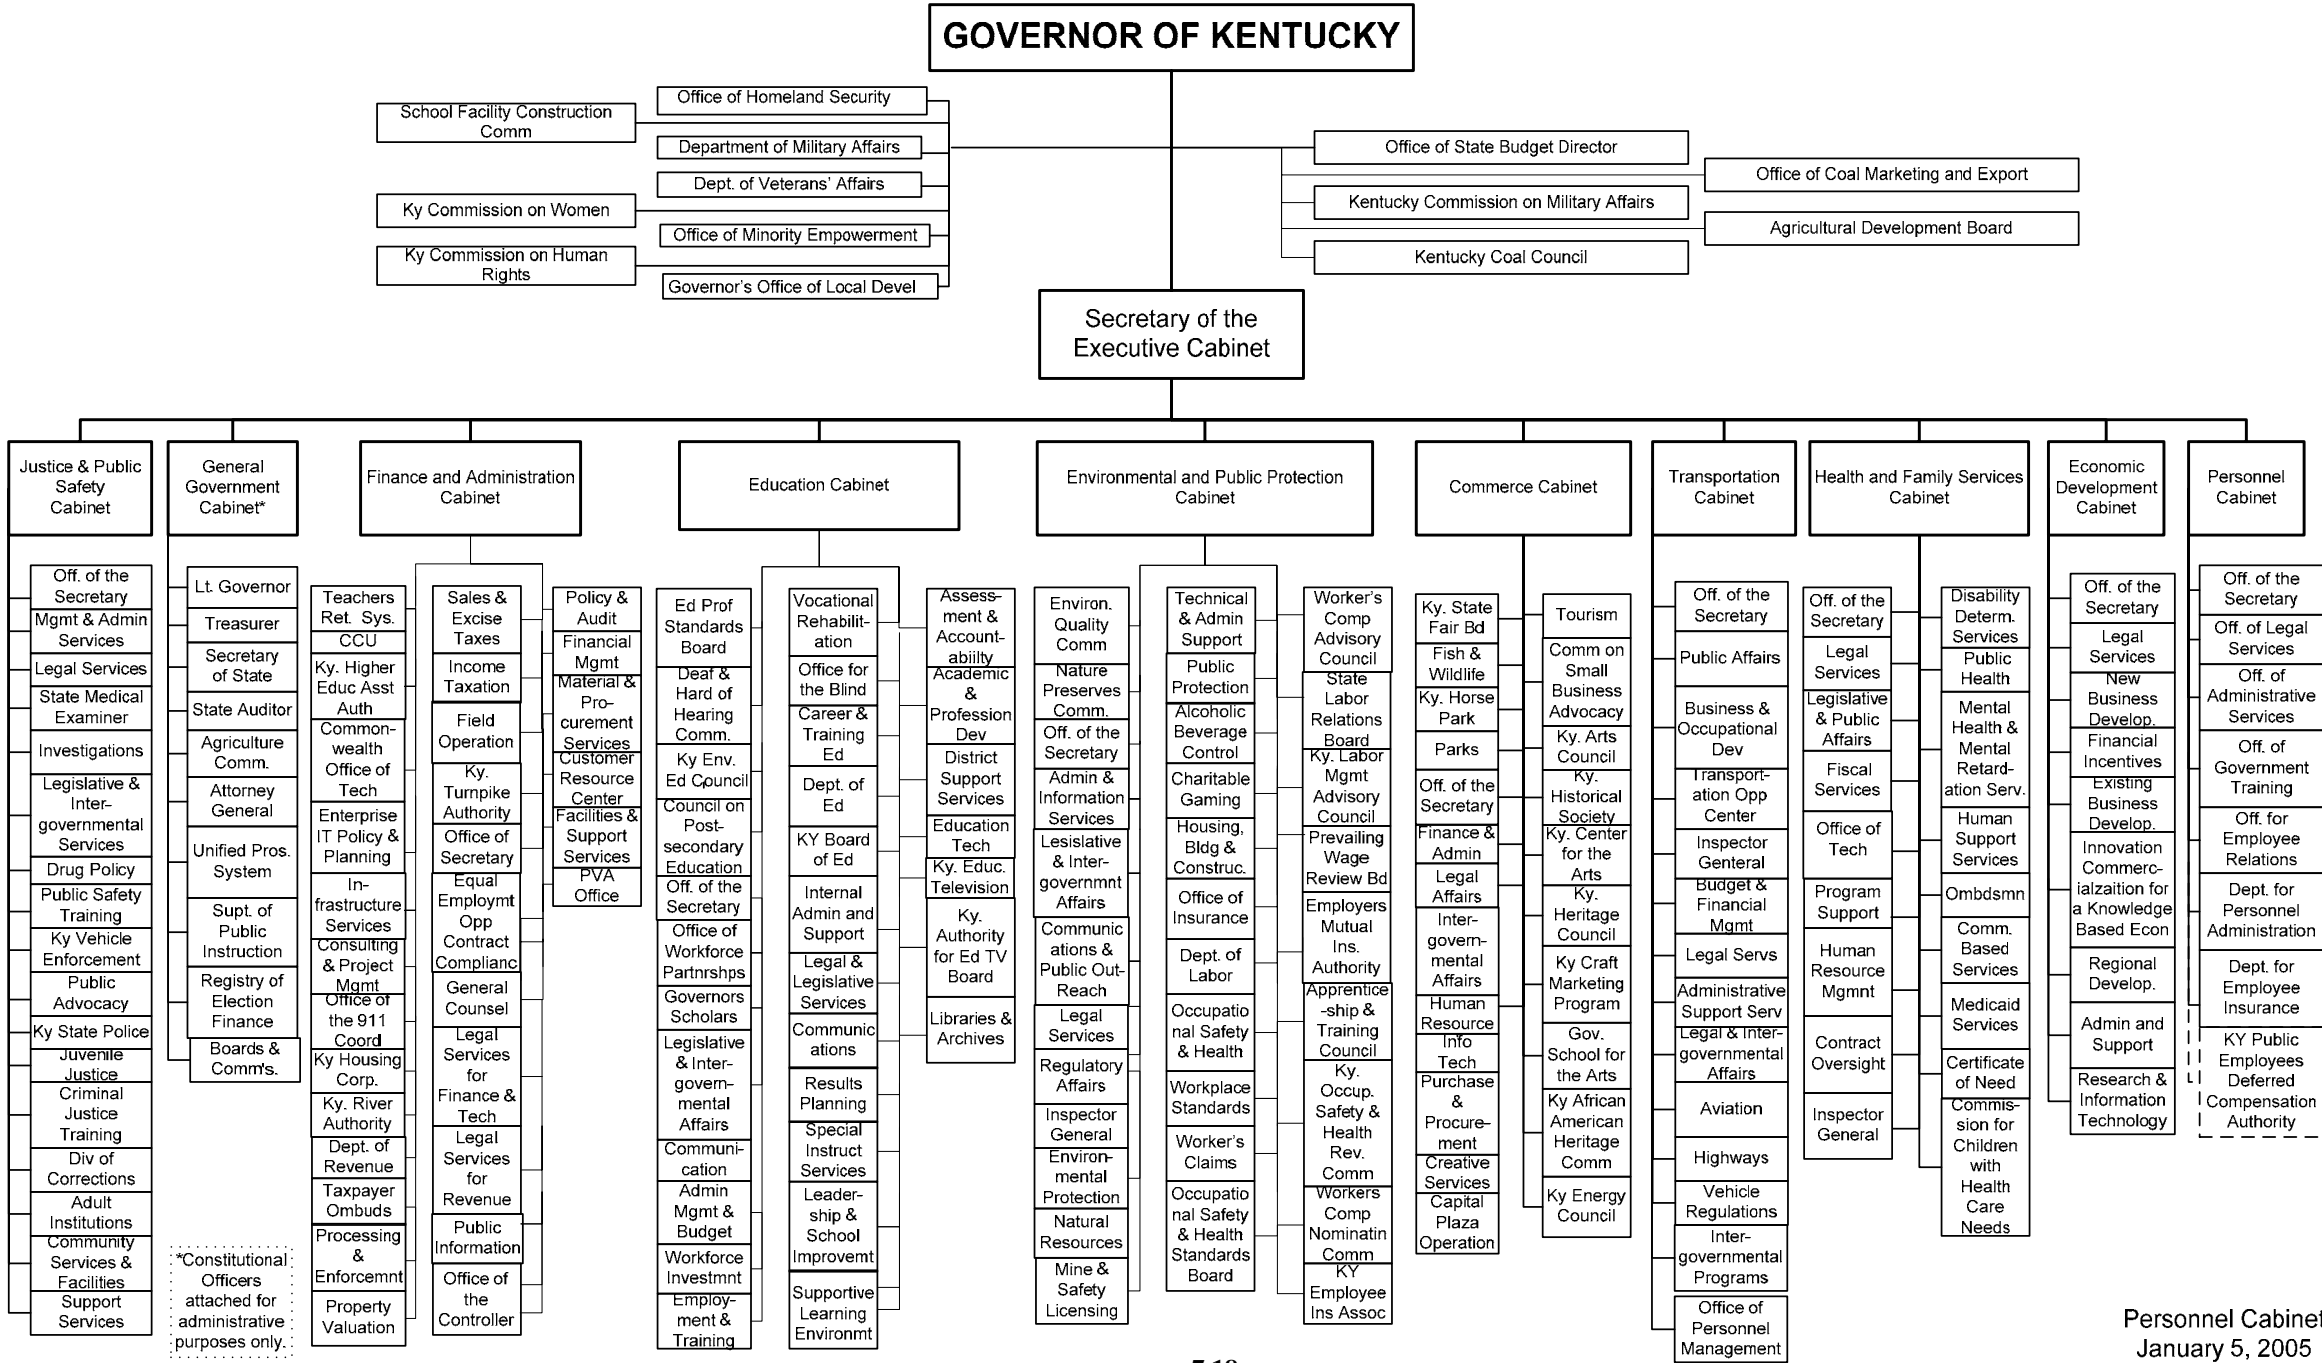 GOVERNOR OF KENTUCKY
Office of Homeland Security
School Facility Construction
Comm
Department of Military Affairs
Dept. of Veterans' Affairs
Ky Commission on Women
Office of Minority Empowerment
Ky Commission on Human
Rights
Governor's Office of Local Devel
Office of State Budget Director
Office of Coal Marketing and Export
Kentucky Commission on Military Affairs
Agricultural Development Board
Kentucky Coal Council
Secretary of the
Executive Cabinet
Justice & Public
Safety
Cabinet
Off. of the
Secretary
Mgmt & Admin
Services
Legal Services
State Medical
Examiner
Investigations
Legislative &
Inter-
governmental
Services
Drug Policy
Public Safety
Training
Ky Vehicle
Enforcement
Public
Advocacy
Ky State Police
Juvenile
Justice
Criminal
Justice
Training
Div of
Corrections
Adult
Institutions
Community
Services &
Facilities
Support
Services
General
Government
Cabinet*
Lt. Governor
Treasurer
Secretary
of State
State Auditor
Agriculture
Comm.
Attorney
General
Unified Pros.
System
Supt. of
Public
Instruction
Registry of
Election
Finance
Boards &
Comm's.
*Constitutional
Officers
attached for
administrative
purposes only.
Finance and Administration
Cabinet
Teachers
Ret. Sys.
CCU
Ky. Higher
Educ Asst
Auth
Common-
wealth
Office of
Tech
Enterprise
IT Policy &
Planning
In-
frastructure
Services
Consulting
& Project
Mgmt
Office of
the 911
Coord
Ky Housing
Corp.
Ky. River
Authority
Dept. of
Revenue
Taxpayer
Ombuds
Processing
&
Enforcemnt
Property
Valuation
Sales &
Excise
Taxes
Income
Taxation
Field
Operation
Ky.
Turnpike
Authority
Office of
Secretary
Equal
Employmt
Opp
Contract
Complianc
General
Counsel
Legal
Services
for
Finance &
Tech
Legal
Services
for
Revenue
Public
Information
Office of
the
Controller
Policy &
Audit
Financial
Mgmt
Material &
Pro-
curement
Services
Customer
Resource
Center
Facilities &
Support
Services
PVA
Office
Education Cabinet
Ed Prof
Standards
Board
Deaf &
Hard of
Hearing
Comm.
Ky Env.
Ed Council
Council on
Post-
secondary
Education
Off. of the
Secretary
Office of
Workforce
Partnrshps
Governors
Scholars
Legislative
& Inter-
govern-
mental
Affairs
Communi-
cation
Admin
Mgmt &
Budget
Workforce
Investmnt
Employ-
ment &
Training
Vocational
Rehabilit-
ation
Office for
the Blind
Career &
Training
Ed
Dept. of
Ed
KY Board
of Ed
Internal
Admin and
Support
Legal &
Legislative
Services
Communic
ations
Results
Planning
Special
Instruct
Services
Leader-
ship &
School
Improvemt
Supportive
Learning
Environmt
Assess-
ment &
Account-
abiilty
Academic
&
Profession
Dev
District
Support
Services
Education
Tech
Ky. Educ.
Television
Ky.
Authority
for Ed TV
Board
Libraries &
Archives
Environmental and Public Protection
Cabinet
Environ.
Quality
Comm
Nature
Preserves
Comm.
Off. of the
Secretary
Admin &
Information
Services
Lesislative
& Inter-
governmnt
Affairs
Communic
ations &
Public Out-
Reach
Legal
Services
Regulatory
Affairs
Inspector
General
Environ-
mental
Protection
Natural
Resources
Mine &
Safety
Licensing
Technical
& Admin
Support
Public
Protection
Alcoholic
Beverage
Control
Charitable
Gaming
Housing,
Bldg &
Construc.
Office of
Insurance
Dept. of
Labor
Occupatio
nal Safety
& Health
Workplace
Standards
Worker's
Claims
Occupatio
nal Safety
& Health
Standards
Board
Worker's
Comp
Advisory
Council
State
Labor
Relations
Board
Ky. Labor
Mgmt
Advisory
Council
Prevailing
Wage
Review Bd
Employers
Mutual
Ins.
Authority
Apprentice
-ship &
Training
Council
Ky.
Occup.
Safety &
Health
Rev.
Comm
Workers
Comp
Nominatin
Comm
KY
Employee
Ins Assoc
Commerce Cabinet
Ky. State
Fair Bd
Fish &
Wildlife
Ky. Horse
Park
Parks
Off. of the
Secretary
Finance &
Admin
Legal
Affairs
Inter-
govern-
mental
Affairs
Human
Resource
Info
Tech
Purchase
&
Procure-
ment
Creative
Services
Capital
Plaza
Operation
Tourism
Comm on
Small
Business
Advocacy
Ky. Arts
Council
Ky.
Historical
Society
Ky. Center
for the
Arts
Ky.
Heritage
Council
Ky Craft
Marketing
Program
Gov.
School for
the Arts
Ky African
American
Heritage
Comm
Ky Energy
Council
Transportation
Cabinet
Off. of the
Secretary
Public Affairs
Business &
Occupational
Dev
Transport-
ation Opp
Center
Inspector
Genteral
Budget &
Financial
Mgmt
Legal Servs
Administrative
Support Serv
Legal & Inter-
governmental
Affairs
Aviation
Highways
Vehicle
Regulations
Inter-
governmental
Programs
Office of
Personnel
Management
Health and Family Services
Cabinet
Off. of the
Secretary
Legal
Services
Legislative
& Public
Affairs
Fiscal
Services
Office of
Tech
Program
Support
Human
Resource
Mgmnt
Contract
Oversight
Inspector
General
Disability
Determ.
Services
Public
Health
Mental
Health &
Mental
Retard-
ation Serv.
Human
Support
Services
Ombdsmn
Comm.
Based
Services
Medicaid
Services
Certificate
of Need
Commis-
sion for
Children
with
Health
Care
Needs
Economic
Development
Cabinet
Off. of the
Secretary
Legal
Services
New
Business
Develop.
Financial
Incentives
Existing
Business
Develop.
Innovation
Commerc-
ialzaition for
a Knowledge
Based Econ
Regional
Develop.
Admin and
Support
Research &
Information
Technology
Personnel
Cabinet
Off. of the
Secretary
Off. of Legal
Services
Off. of
Administrative
Services
Off. of
Government
Training
Off. for
Employee
Relations
Dept. for
Personnel
Administration
Dept. for
Employee
Insurance
KY Public
Employees
Deferred
Compensation
Authority
Personnel Cabinet
January 5, 2005